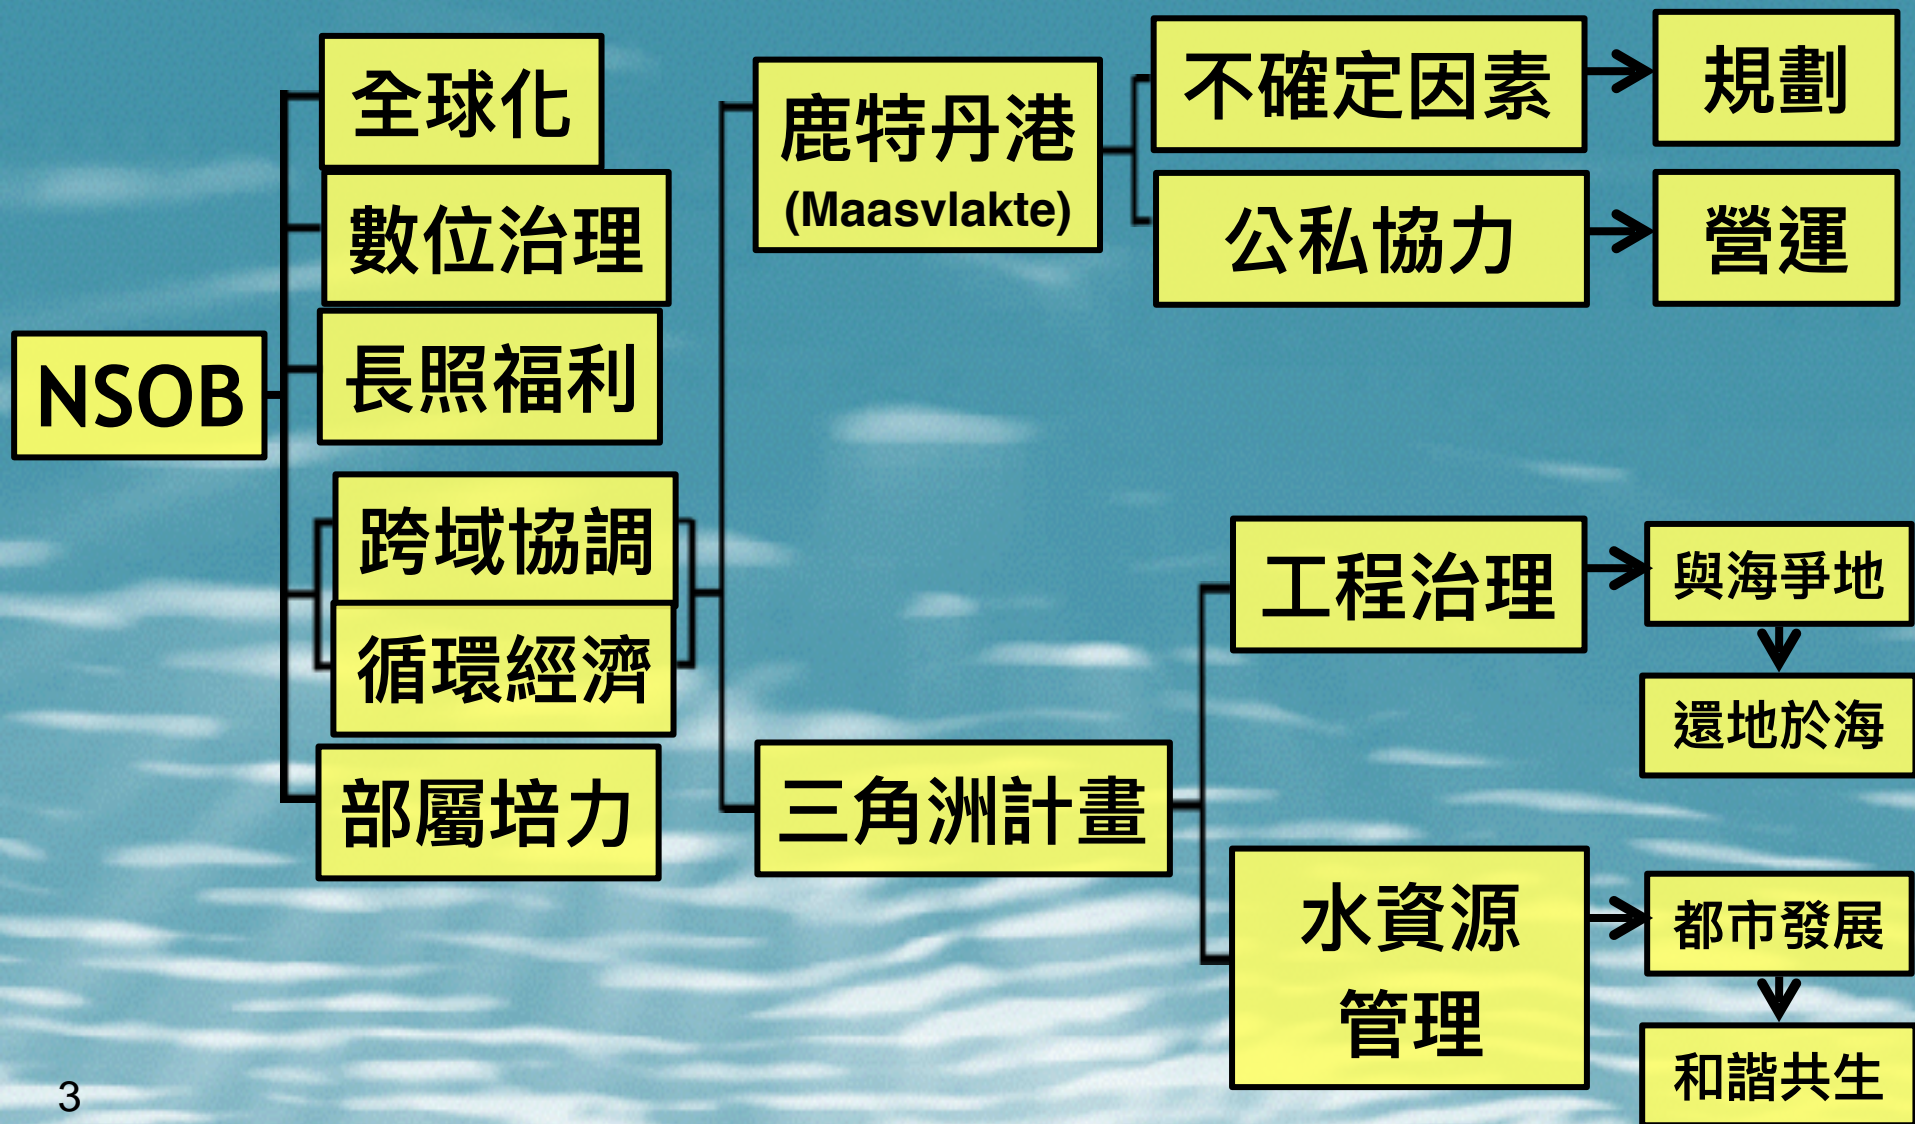 NSOB
全球化
數位治理
長照福利
跨域協調
循環經濟
部屬培力
鹿特丹港
(Maasvlakte)
不確定因素
規劃
公私協力
營運
三角洲計畫
工程治理
與海爭地
還地於海
水資源
管理
都市發展
和諧共生
3